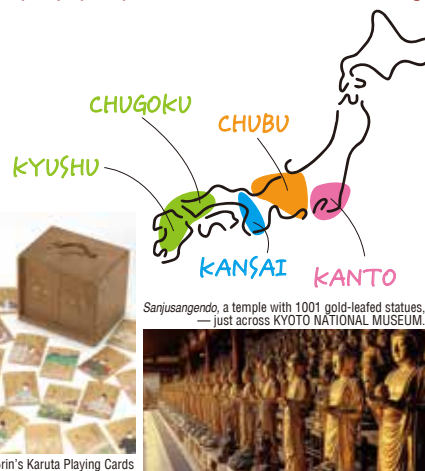 CHUGOKU
CHUBU
KYUSHU
KANSAI
KANTO
Sanjusangendo, a temple with 1001 gold-leafed statues,
— just across KYOTO NATIONAL MUSEUM.
rin's Karuta Playing Cards